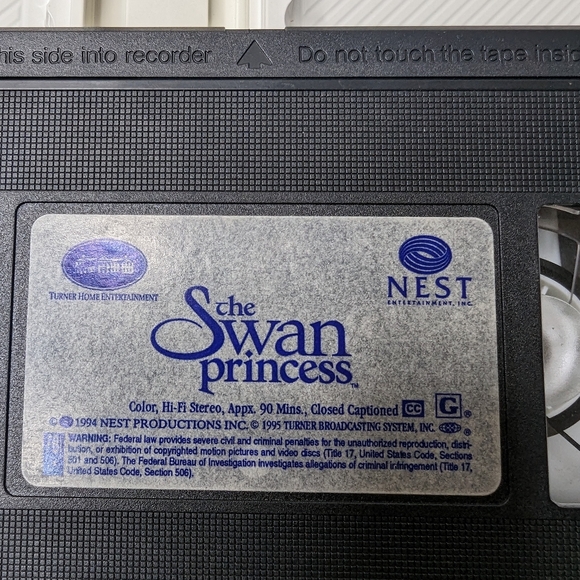 his side into recorder Do not touch the tape insid
TURNER HOME ENTERTAINMENT
NEST
ENTERTAINMENT, INC.
the
Swan
princess™
Color, Hi-Fi Stereo, Appx. 90 Mins., Closed Captioned CC G ®
© 1994 NEST PRODUCTIONS INC. © 1995 TURNER BROADCASTING SYSTEM, INC.
WARNING: Federal law provides severe civil and criminal penalties for the unauthorized reproduction, distri-
bution, or exhibition of copyrighted motion pictures and video discs (Title 17, United States Code, Sections
501 and 506). The Federal Bureau of Investigation investigates allegations of criminal infringement (Title 17,
United States Code, Section 506).